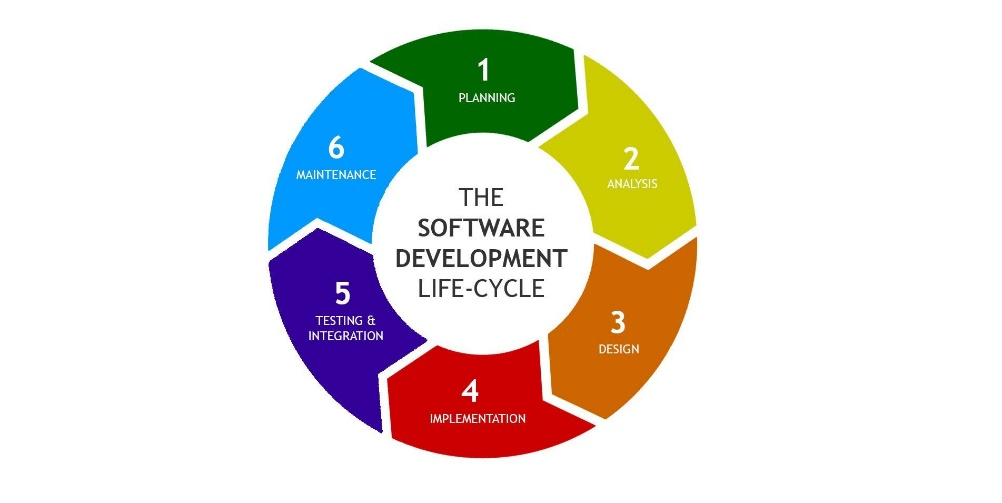 THE
SOFTWARE
DEVELOPMENT
LIFE-CYCLE
1
PLANNING
2
ANALYSIS
3
DESIGN
4
IMPLEMENTATION
5
TESTING &
INTEGRATION
6
MAINTENANCE